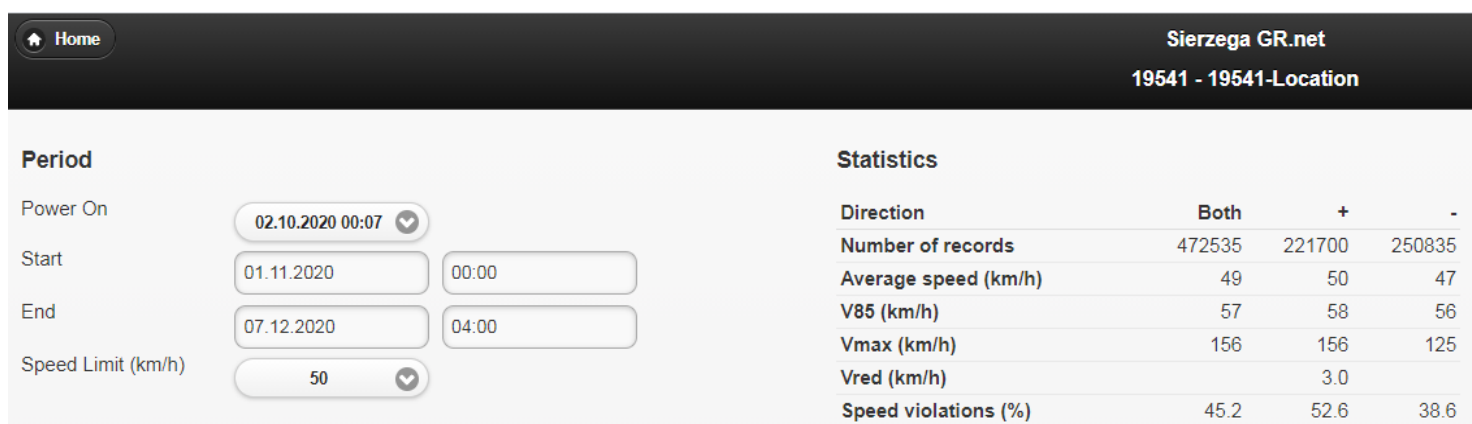 Home
Sierzega GR.net
19541 - 19541-Location
Period
Power On 02.10.2020 00:07
Start 01.11.2020 00:00
End 07.12.2020 04:00
Speed Limit (km/h) 50
Statistics
Direction Both + -
Number of records 472535 221700 250835
Average speed (km/h) 49 50 47
V85 (km/h) 57 58 56
Vmax (km/h) 156 156 125
Vred (km/h) 3.0
Speed violations (%) 45.2 52.6 38.6